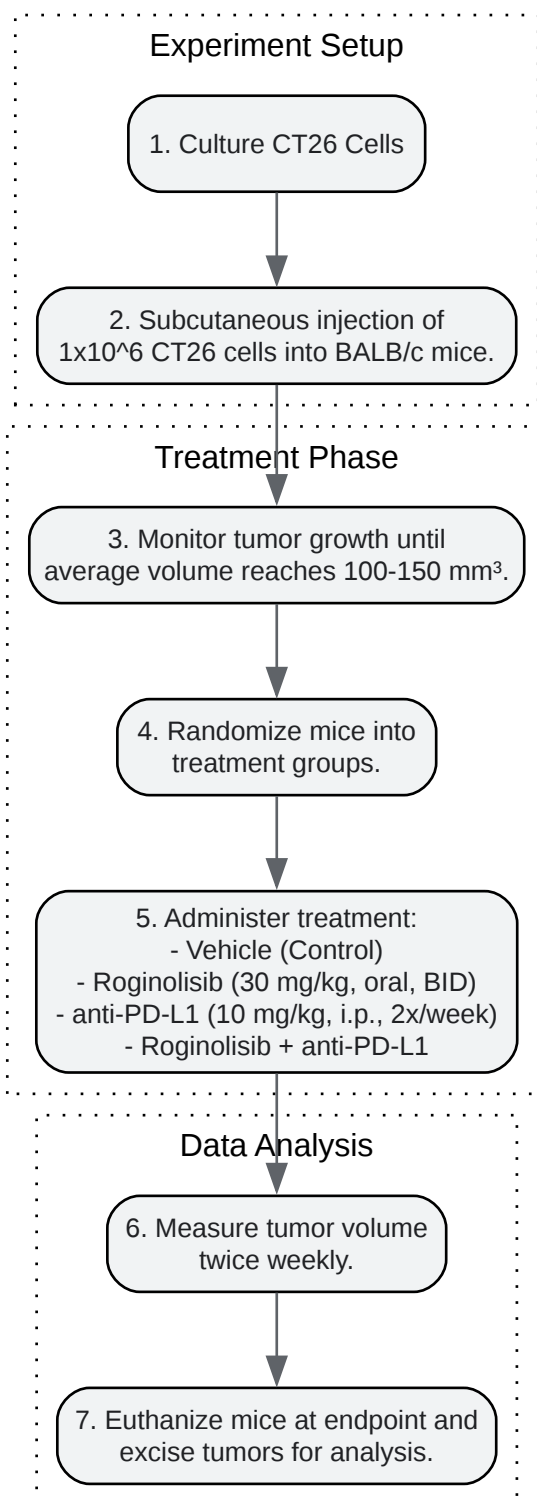 Experiment Setup
1. Culture CT26 Cells
2. Subcutaneous injection of
1x10^6 CT26 cells into BALB/c mice.
Treatment Phase
3. Monitor tumor growth until
average volume reaches 100-150 mm³.
4. Randomize mice into
treatment groups.
5. Administer treatment:
- Vehicle (Control)
- Roginolisib (30 mg/kg, oral, BID)
- anti-PD-L1 (10 mg/kg, i.p., 2x/week)
- Roginolisib + anti-PD-L1
Data Analysis
6. Measure tumor volume
twice weekly.
7. Euthanize mice at endpoint and
excise tumors for analysis.